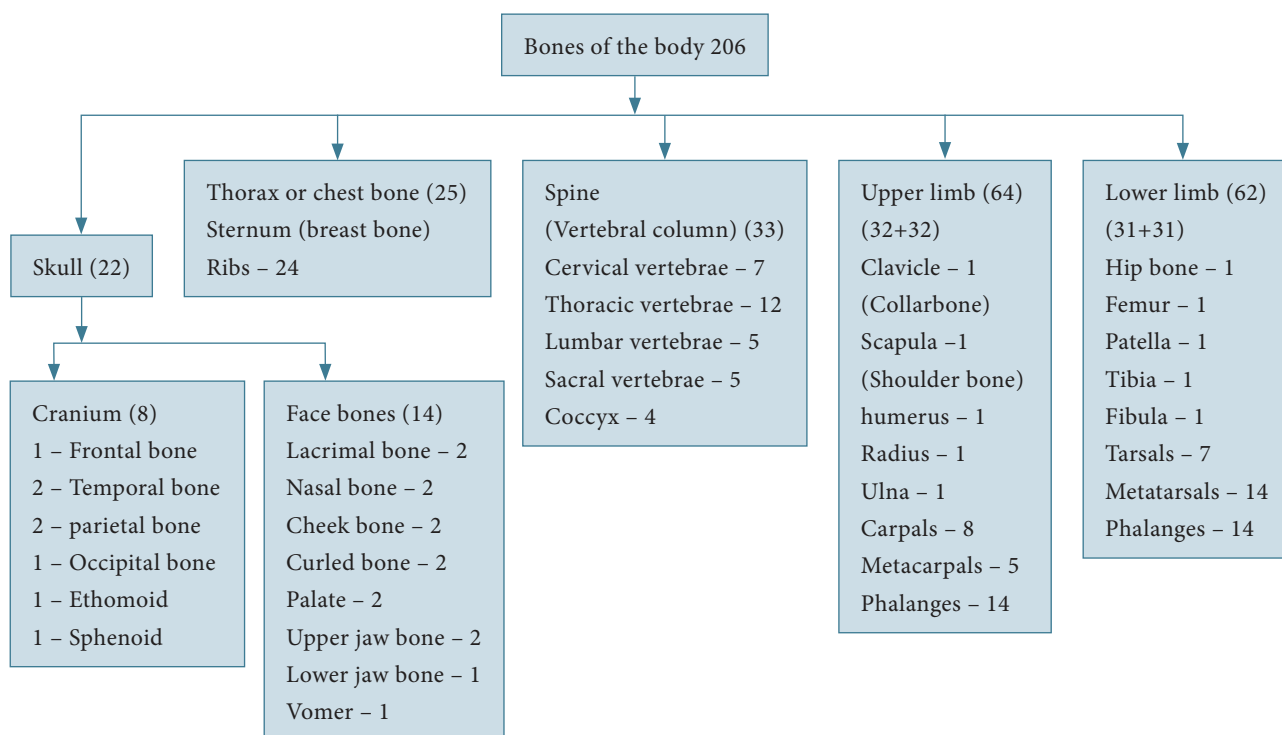 Bones of the body 206
Skull (22)
Cranium (8)
1 – Frontal bone
2 – Temporal bone
2 – parietal bone
1 – Occipital bone
1 – Ethomoid
1 – Sphenoid
Face bones (14)
Lacrimal bone – 2
Nasal bone – 2
Cheek bone – 2
Curled bone – 2
Palate – 2
Upper jaw bone – 2
Lower jaw bone – 1
Vomer – 1
Thorax or chest bone (25)
Sternum (breast bone)
Ribs – 24
Spine
(Vertebral column) (33)
Cervical vertebrae – 7
Thoracic vertebrae – 12
Lumbar vertebrae – 5
Sacral vertebrae – 5
Coccyx – 4
Upper limb (64)
(32+32)
Clavicle – 1
(Collarbone)
Scapula –1
(Shoulder bone)
humerus – 1
Radius – 1
Ulna – 1
Carpals – 8
Metacarpals – 5
Phalanges – 14
Lower limb (62)
(31+31)
Hip bone – 1
Femur – 1
Patella – 1
Tibia – 1
Fibula – 1
Tarsals – 7
Metatarsals – 14
Phalanges – 14